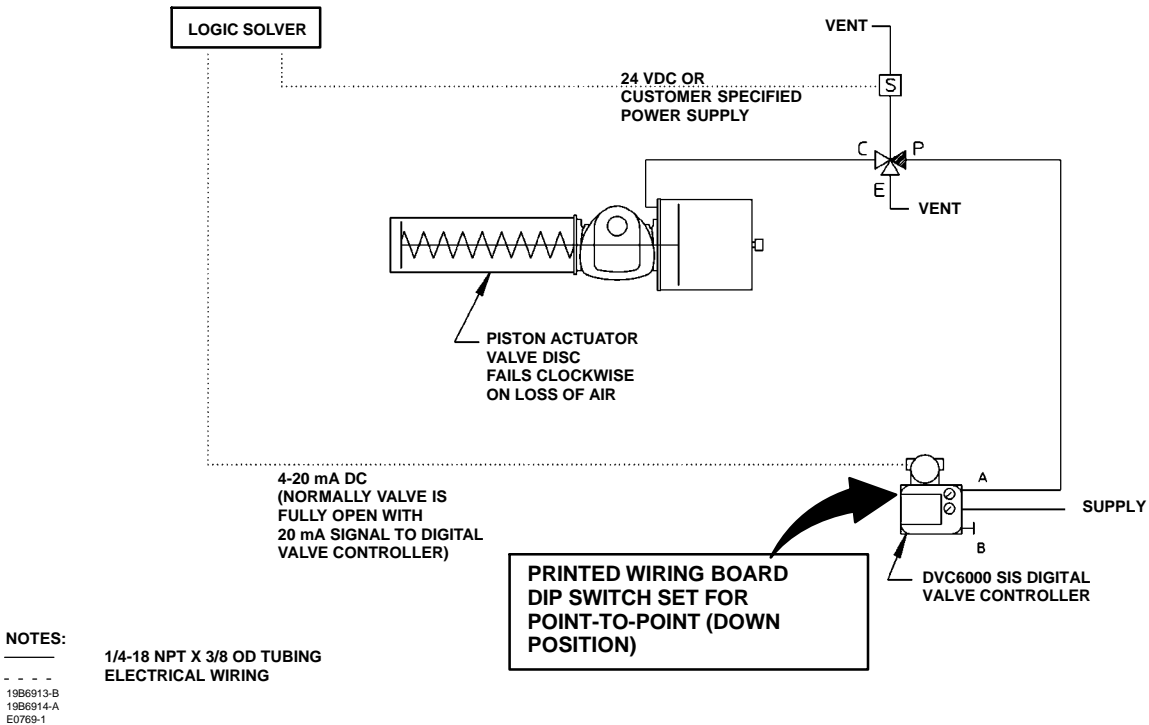 LOGIC SOLVER
VENT
24 VDC OR
CUSTOMER SPECIFIED
POWER SUPPLY
S
C
P
E
VENT
PISTON ACTUATOR
VALVE DISC
FAILS CLOCKWISE
ON LOSS OF AIR
4-20 mA DC
(NORMALLY VALVE IS
FULLY OPEN WITH
20 mA SIGNAL TO DIGITAL
VALVE CONTROLLER)
A
SUPPLY
B
PRINTED WIRING BOARD
DIP SWITCH SET FOR
POINT-TO-POINT (DOWN
POSITION)
DVC6000 SIS DIGITAL
VALVE CONTROLLER
NOTES:
1/4-18 NPT X 3/8 OD TUBING
ELECTRICAL WIRING
19B6913-B
19B6914-A
E0769-1